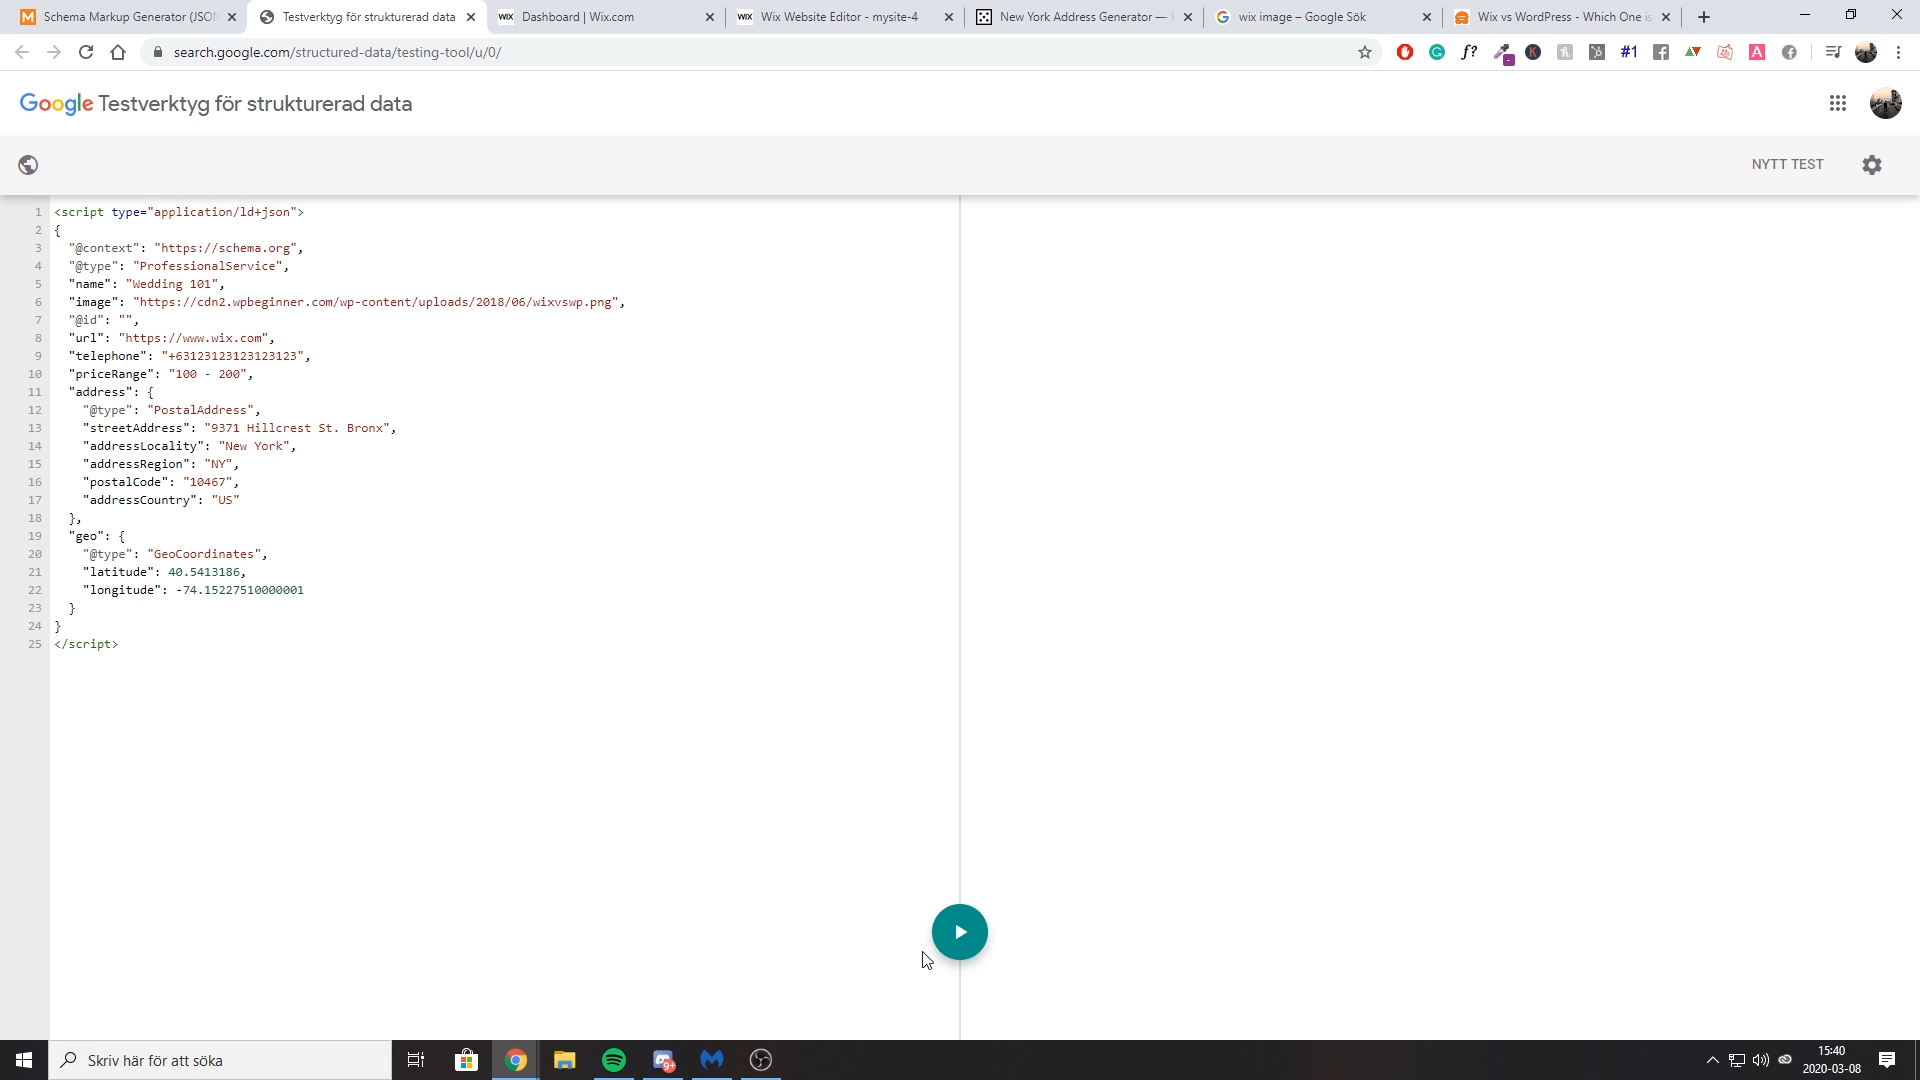 Schema Markup Generator (JSON
Testverktyg för strukturerad data
WIX Dashboard | Wix.com
WIX Wix Website Editor - mysite-4
New York Address Generator —
wix image – Google Sök
Wix vs WordPress - Which One is
search.google.com/structured-data/testing-tool/u/0/
f?
#1
Google Testverktyg för strukturerad data
NYTT TEST
1 <script type="application/ld+json">
2 {
3 "@context": "https://schema.org",
4 "@type": "ProfessionalService",
5 "name": "Wedding 101",
6 "image": "https://cdn2.wpbeginner.com/wp-content/uploads/2018/06/wixvswp.png",
7 "@id": "",
8 "url": "https://www.wix.com",
9 "telephone": "+63123123123123123",
10 "priceRange": "100 - 200",
11 "address": {
12 "@type": "PostalAddress",
13 "streetAddress": "9371 Hillcrest St. Bronx",
14 "addressLocality": "New York",
15 "addressRegion": "NY",
16 "postalCode": "10467",
17 "addressCountry": "US"
18 },
19 "geo": {
20 "@type": "GeoCoordinates",
21 "latitude": 40.5413186,
22 "longitude": -74.15227510000001
23 }
24 }
25 </script>
Skriv här för att söka
9+
15:40
2020-03-08